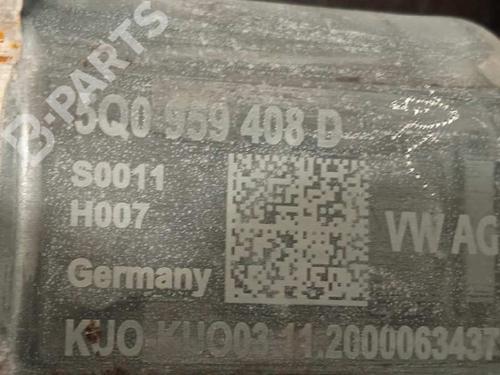 B-PARTS
5Q0 959 408 D
S0011
H007
VW AG
Germany
KJO-KUO03 11.2000063437